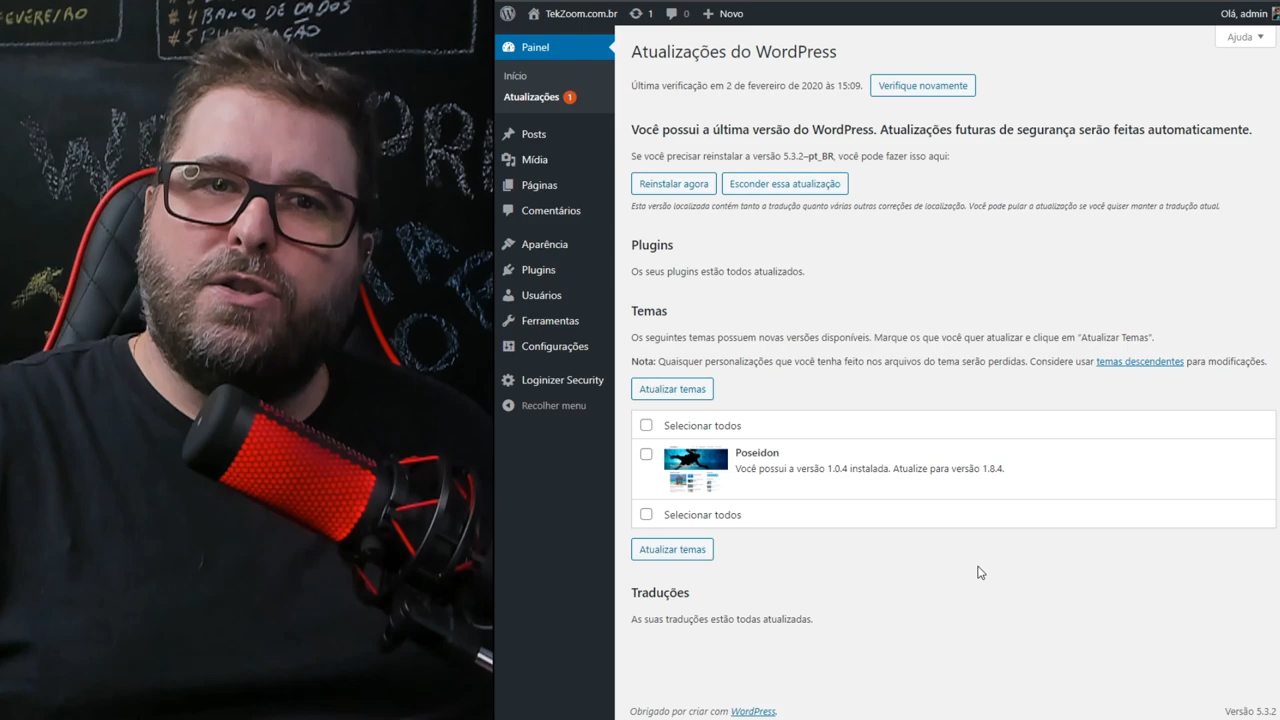 FEVEREIRO
# 4 BANCO DE DADOS
# 5 PUBLICAÇÃO
W
PR
TekZoom.com.br
1
0
Novo
Olá, admin
Painel
Início
Atualizações 1
Posts
Mídia
Páginas
Comentários
Aparência
Plugins
Usuários
Ferramentas
Configurações
Loginizer Security
Recolher menu
Ajuda
Atualizações do WordPress
Última verificação em 2 de fevereiro de 2020 às 15:09. Verifique novamente
Você possui a última versão do WordPress. Atualizações futuras de segurança serão feitas automaticamente.
Se você precisar reinstalar a versão 5.3.2–pt_BR, você pode fazer isso aqui:
Reinstalar agora Esconder essa atualização
Esta versão localizada contém tanto a tradução quanto várias outras correções de localização. Você pode pular a atualização se você quiser manter a tradução atual.
Plugins
Os seus plugins estão todos atualizados.
Temas
Os seguintes temas possuem novas versões disponíveis. Marque os que você quer atualizar e clique em "Atualizar Temas".
Nota: Quaisquer personalizações que você tenha feito nos arquivos do tema serão perdidas. Considere usar temas descendentes para modificações.
Atualizar temas
Selecionar todos
Poseidon
Você possui a versão 1.0.4 instalada. Atualize para versão 1.8.4.
Selecionar todos
Atualizar temas
Traduções
As suas traduções estão todas atualizadas.
Obrigado por criar com WordPress.
Versão 5.3.2